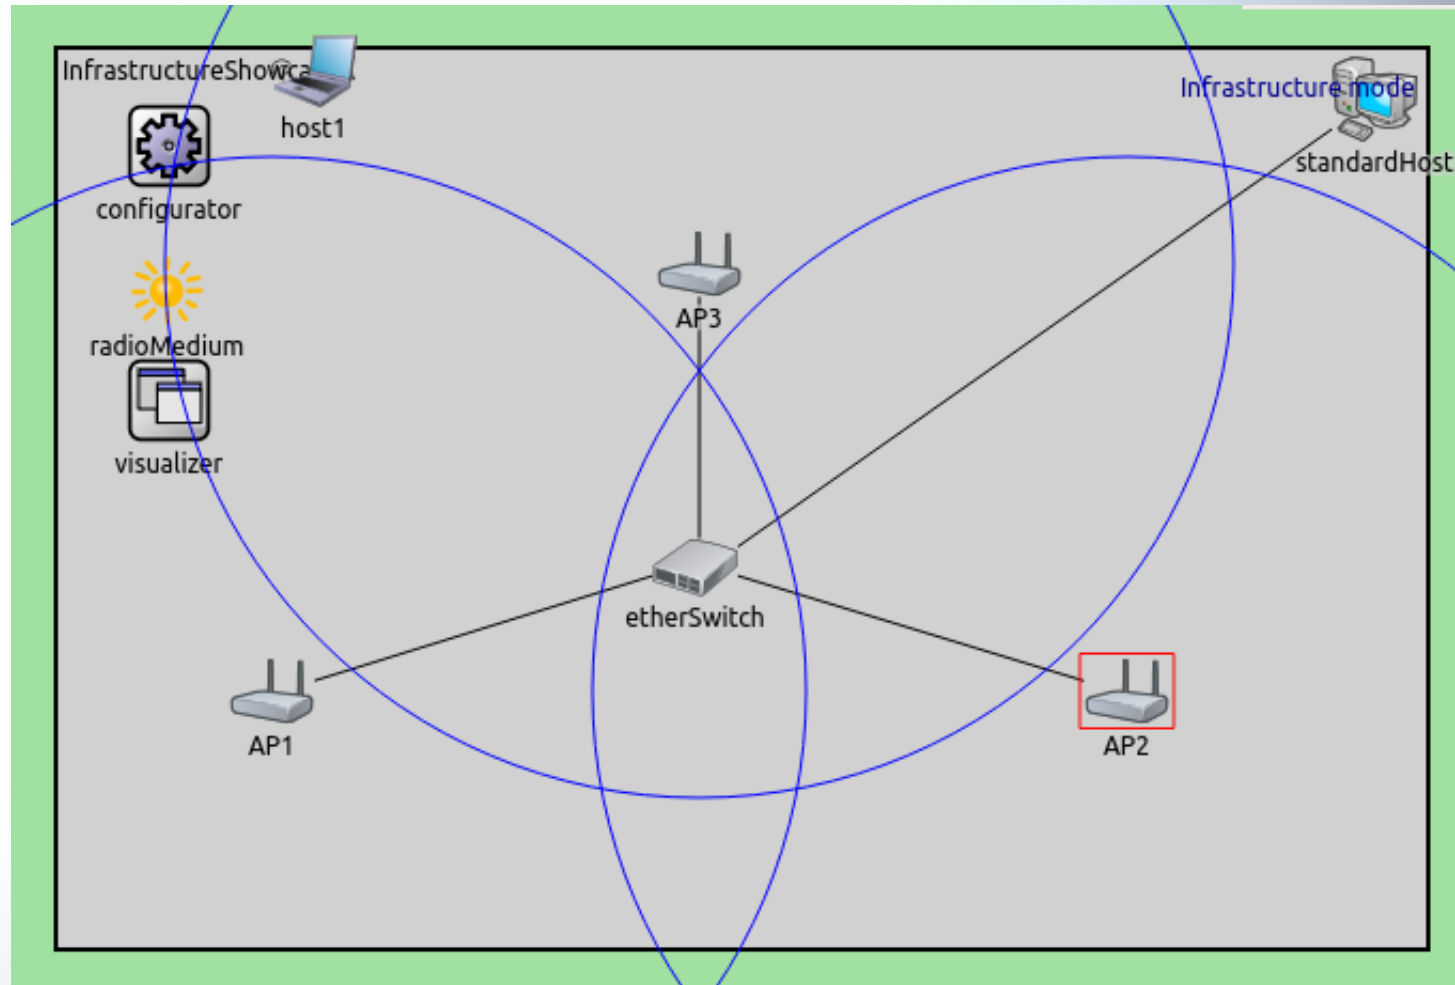 InfrastructureShowca
host1
Infrastructure mode
standardHost
configurator
AP3
radioMedium
visualizer
etherSwitch
AP1
AP2